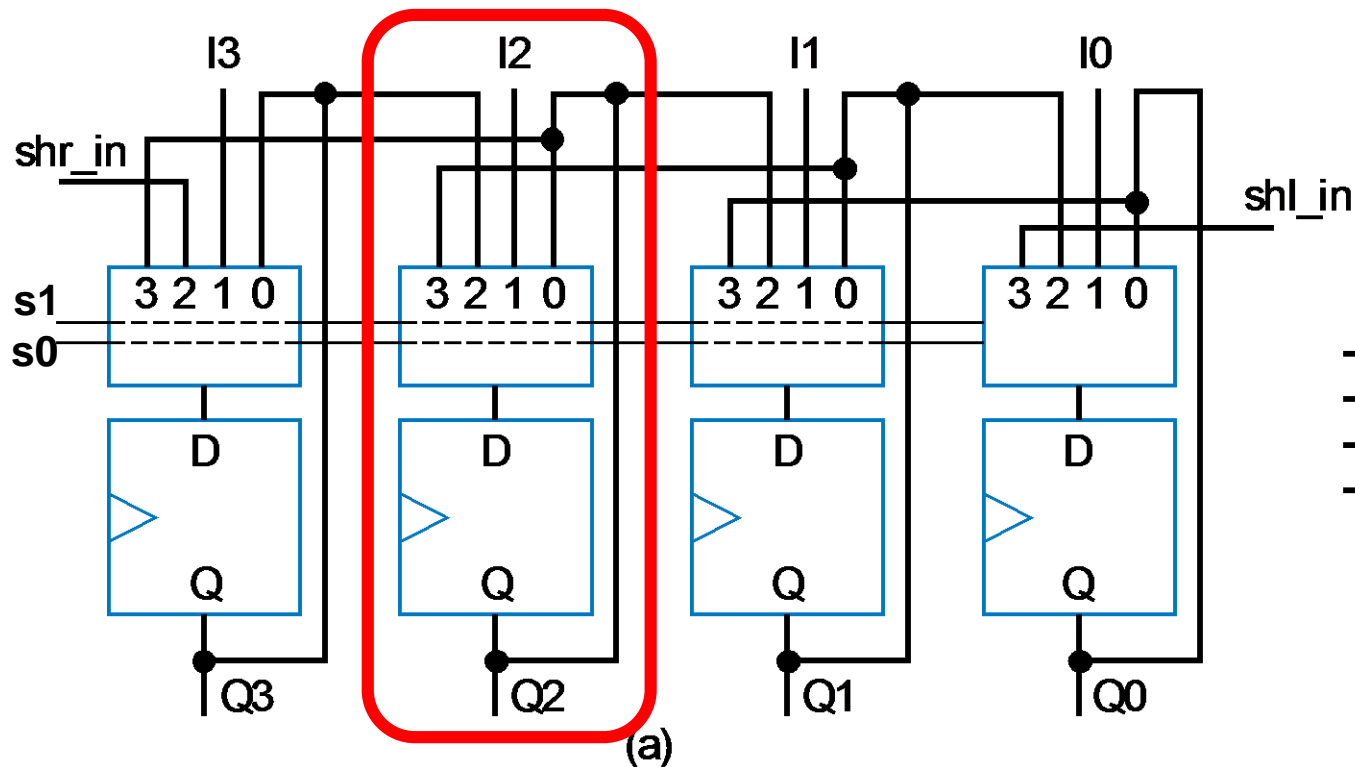 I3 I2 I1 I0
shr_in
shl_in
3 2 1 0 3 2 1 0 3 2 1 0 3 2 1 0
s1
s0
D D D D
Q Q Q Q
Q3 Q2 Q1 Q0
(a)